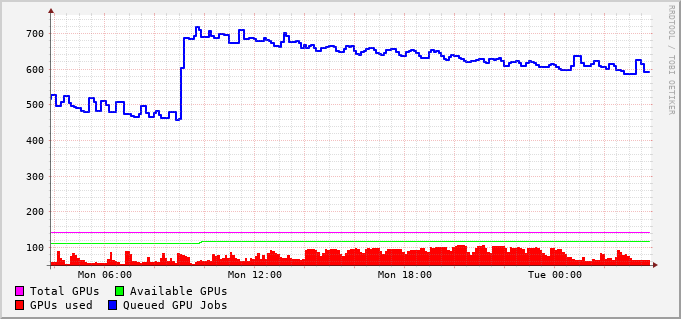 700
600
500
400
300
200
100
Mon 06:00 Mon 12:00 Mon 18:00 Tue 00:00
Total GPUs Available GPUs
GPUs used Queued GPU Jobs
RRDTOOL / TOBI OETIKER